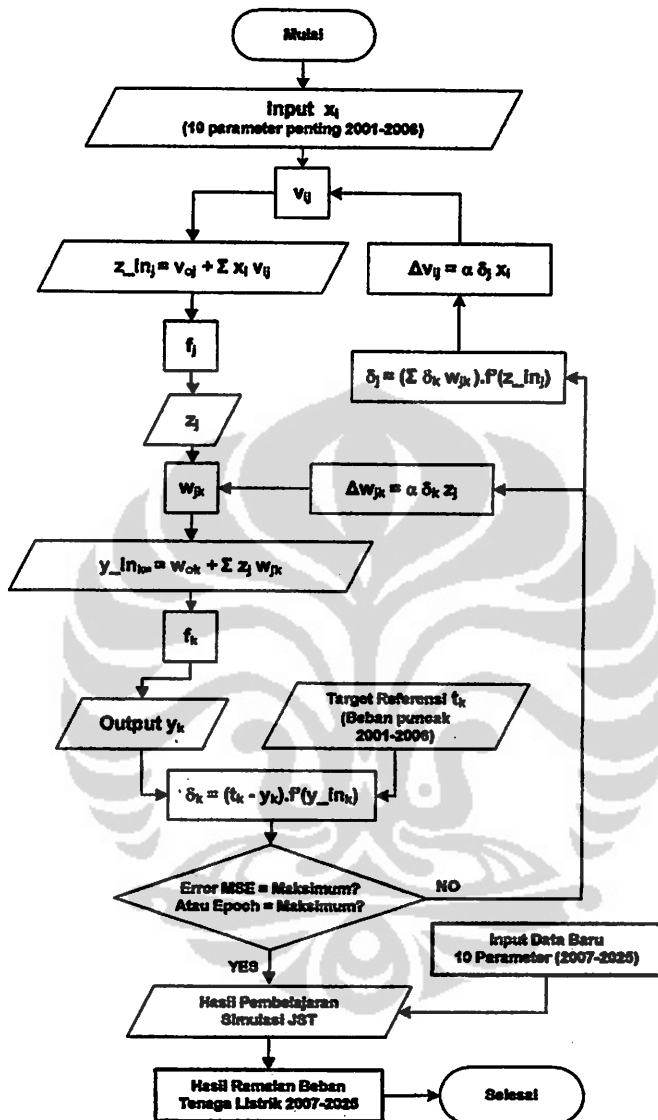 Mulai
Input xᵢ
(10 parameter penting 2001-2006)
vᵢⱼ
z_inⱼ = vₒⱼ + Σ xᵢ vᵢⱼ
Δvᵢⱼ = α δⱼ xᵢ
fⱼ
δⱼ = (Σ δₖ wⱼₖ).f'(z_inⱼ)
zⱼ
wⱼₖ
Δwⱼₖ = α δₖ zⱼ
y_inₖ₌ = wₒₖ + Σ zⱼ wⱼₖ
fₖ
Output yₖ
Target Referensi tₖ
(Beban puncak
2001-2006)
δₖ = (tₖ - yₖ).f'(y_inₖ)
Error MSE = Maksimum?
Atau Epoch = Maksimum?
NO
YES
Input Data Baru
10 Parameter (2007-2025)
Hasil Pembelajaran
Simulasi JST
Hasil Ramalan Beban
Tenaga Listrik 2007-2025
Selesai